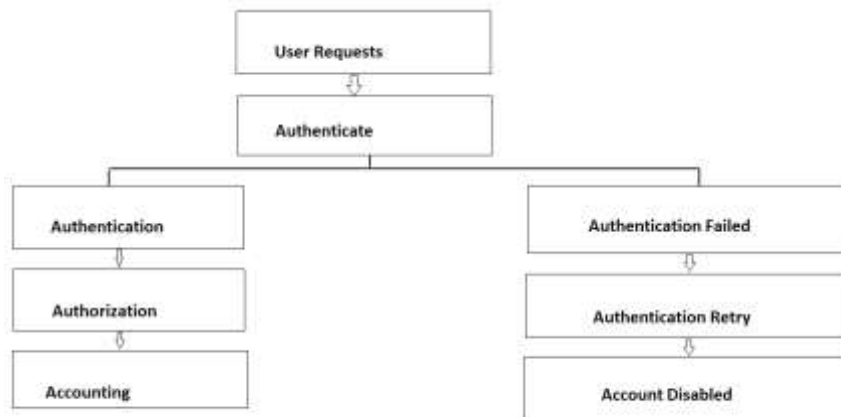 User Requests
Authenticate
Authentication
Authentication Failed
Authorization
Authentication Retry
Accounting
Account Disabled